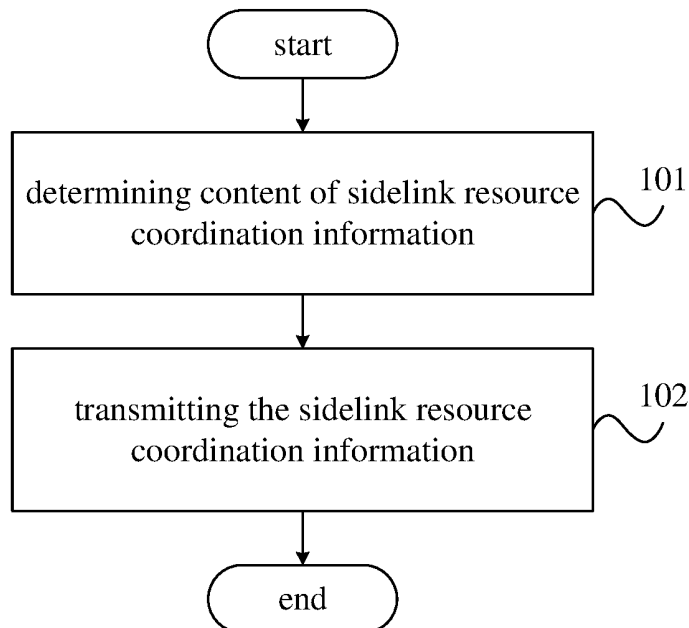 start
determining content of sidelink resource
coordination information
101
transmitting the sidelink resource
coordination information
102
end